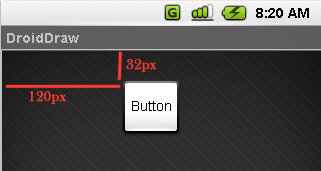 G 8:20 AM
DroidDraw
32px
120px
Button